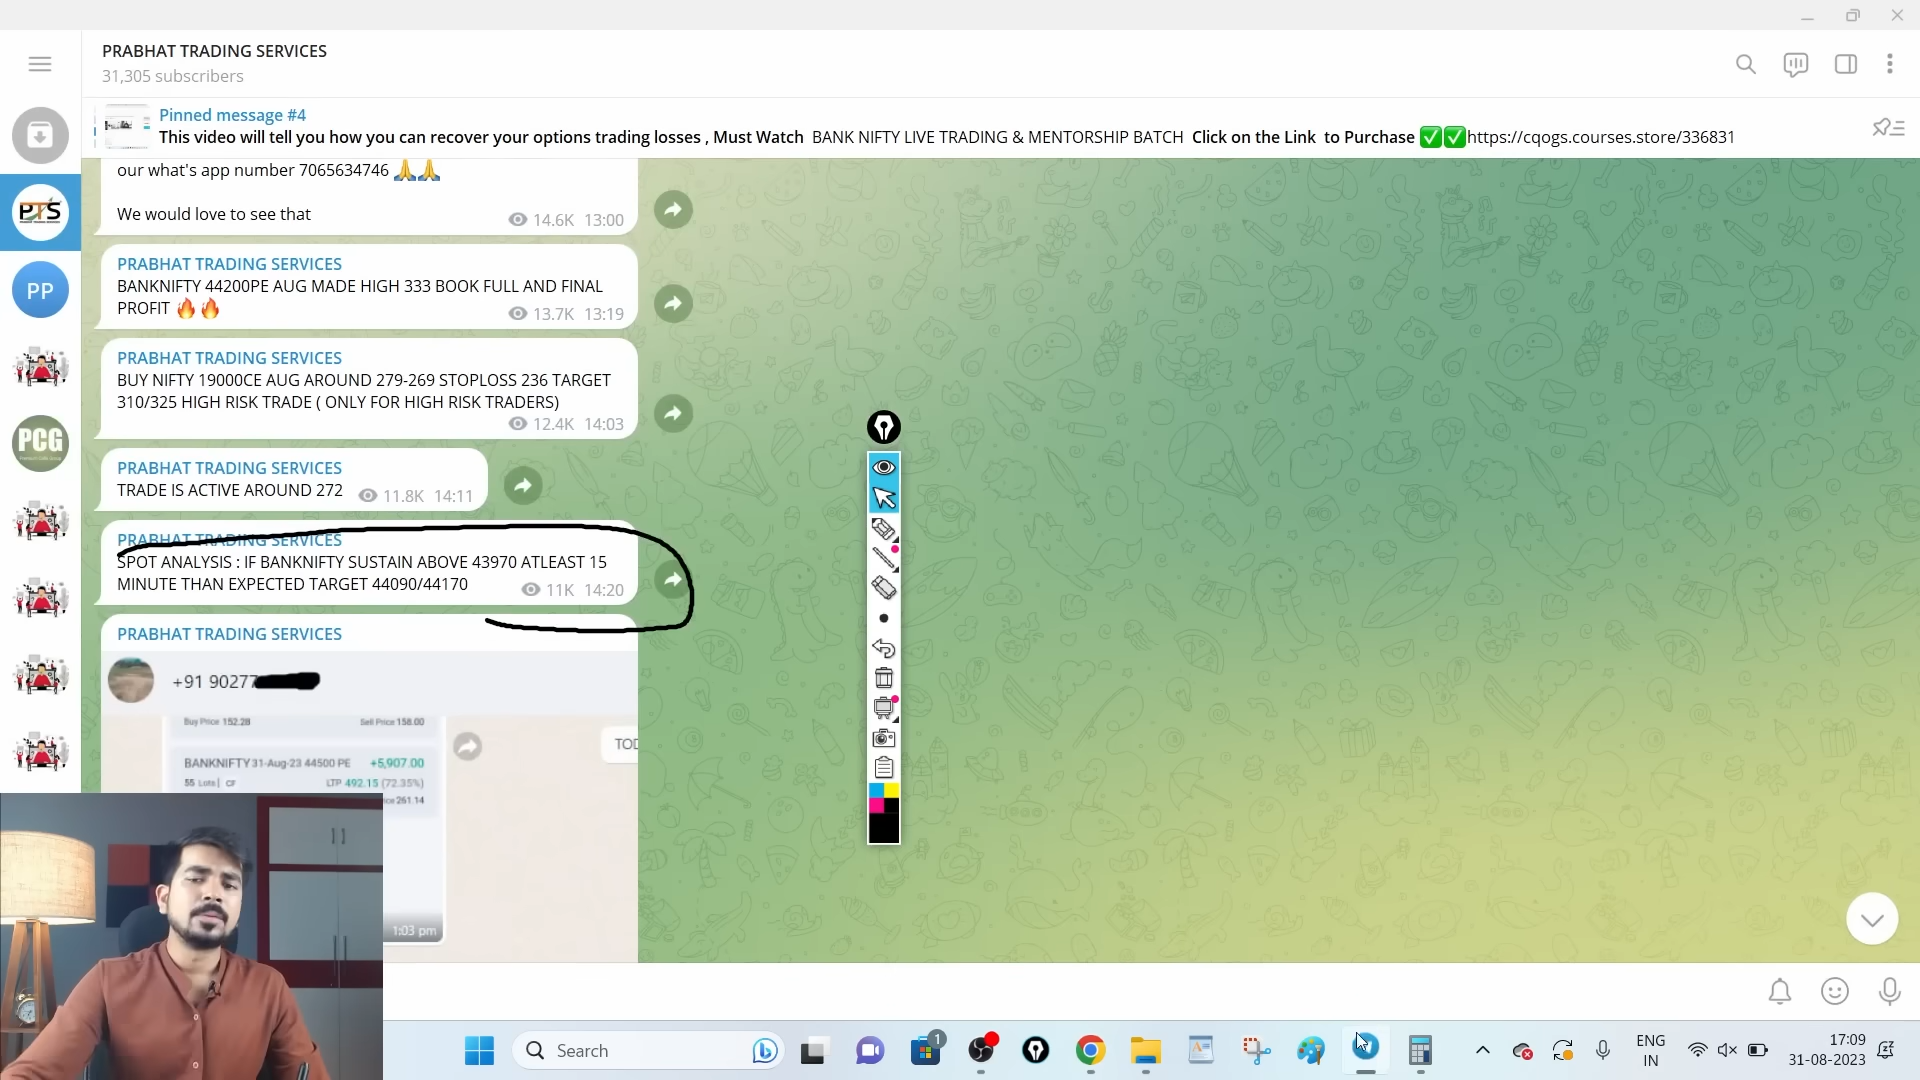 PRABHAT TRADING SERVICES
31,305 subscribers
Pinned message #4
This video will tell you how you can recover your options trading losses , Must Watch BANK NIFTY LIVE TRADING & MENTORSHIP BATCH Click on the Link to Purchase ✅✅https://cqogs.courses.store/336831
our what's app number 7065634746 🙏🙏
We would love to see that
14.6K 13:00
PRABHAT TRADING SERVICES
BANKNIFTY 44200PE AUG MADE HIGH 333 BOOK FULL AND FINAL
PROFIT 🔥🔥
13.7K 13:19
PRABHAT TRADING SERVICES
BUY NIFTY 19000CE AUG AROUND 279-269 STOPLOSS 236 TARGET
310/325 HIGH RISK TRADE ( ONLY FOR HIGH RISK TRADERS)
12.4K 14:03
PRABHAT TRADING SERVICES
TRADE IS ACTIVE AROUND 272 11.8K 14:11
PRABHAT TRADING SERVICES
SPOT ANALYSIS : IF BANKNIFTY SUSTAIN ABOVE 43970 ATLEAST 15
MINUTE THAN EXPECTED TARGET 44090/44170
11K 14:20
PRABHAT TRADING SERVICES
+91 90277
Buy Price 152.28 Sell Price 158.00
TOD
BANKNIFTY 31-Aug-23 44500 PE +5,907.00
55 Lots CF LTP 492.15 (72.35%)
261.14
1:03 pm
PTS
PP
PCG
Search
1
ENG
IN
17:09
31-08-2023